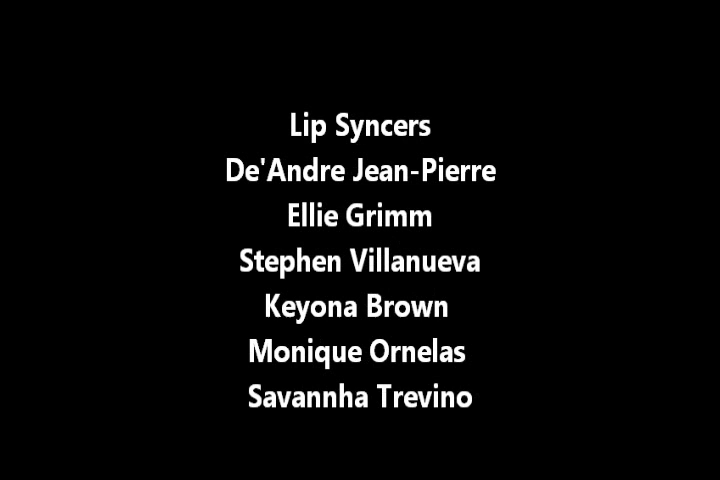 Lip Syncers
De'Andre Jean-Pierre
Ellie Grimm
Stephen Villanueva
Keyona Brown
Monique Ornelas
Savannha Trevino